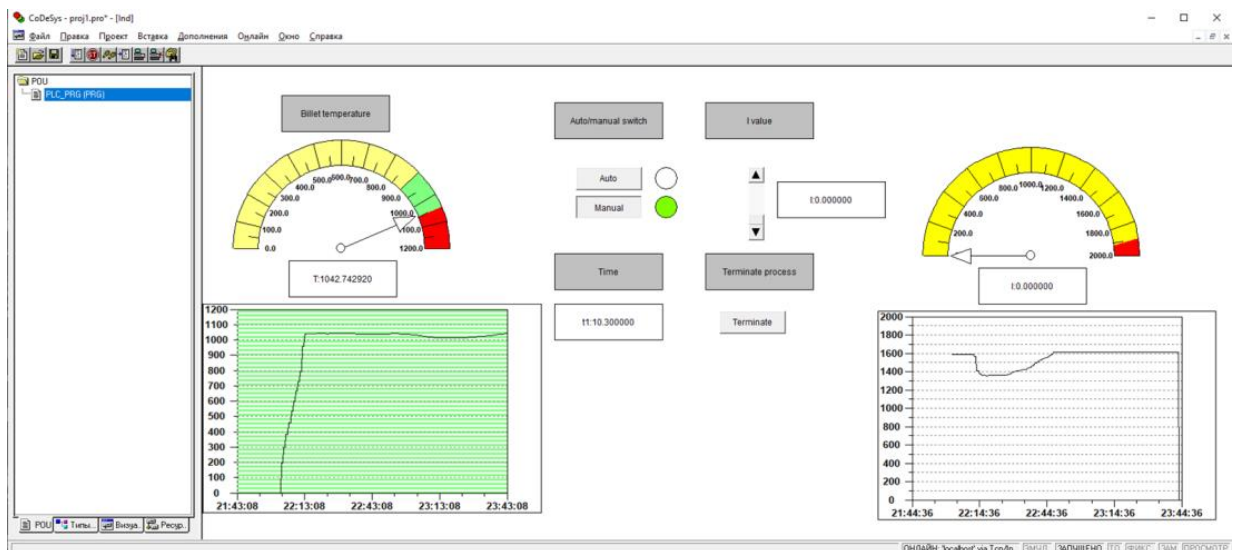 CoDeSys - proj1.pro* - [Ind]
Файл Правка Проект Вставка Дополнения Онлайн Окно Справка
POU
PLC_PRG (PRG)
Billet temperature
0.0 100.0 200.0 300.0 400.0 500.0 600.0 700.0 800.0 900.0 1000.0 1200.0
T:1042.742920
Auto/manual switch
I value
Auto
Manual
I:0.000000
Time
Terminate process
t1:10.300000
Terminate
200.0 400.0 600.0 800.0 1000.0 1200.0 1400.0 1600.0 1800.0 2000.0
I:0.000000
1200
1100
1000
900
800
700
600
500
400
300
200
100
0
21:43:08 22:13:08 22:43:08 23:13:08 23:43:08
2000
1800
1600
1400
1200
1000
800
600
400
200
0
21:44:36 22:14:36 22:44:36 23:14:36 23:44:36
POU Типы... Визуа.. Ресур..
ОНЛАЙН: 'localhost' via Tcp/Ip ЭМУЛ. ЗАПУЩЕНО ТО ФИКС ЗАМ ПРОСМОТР